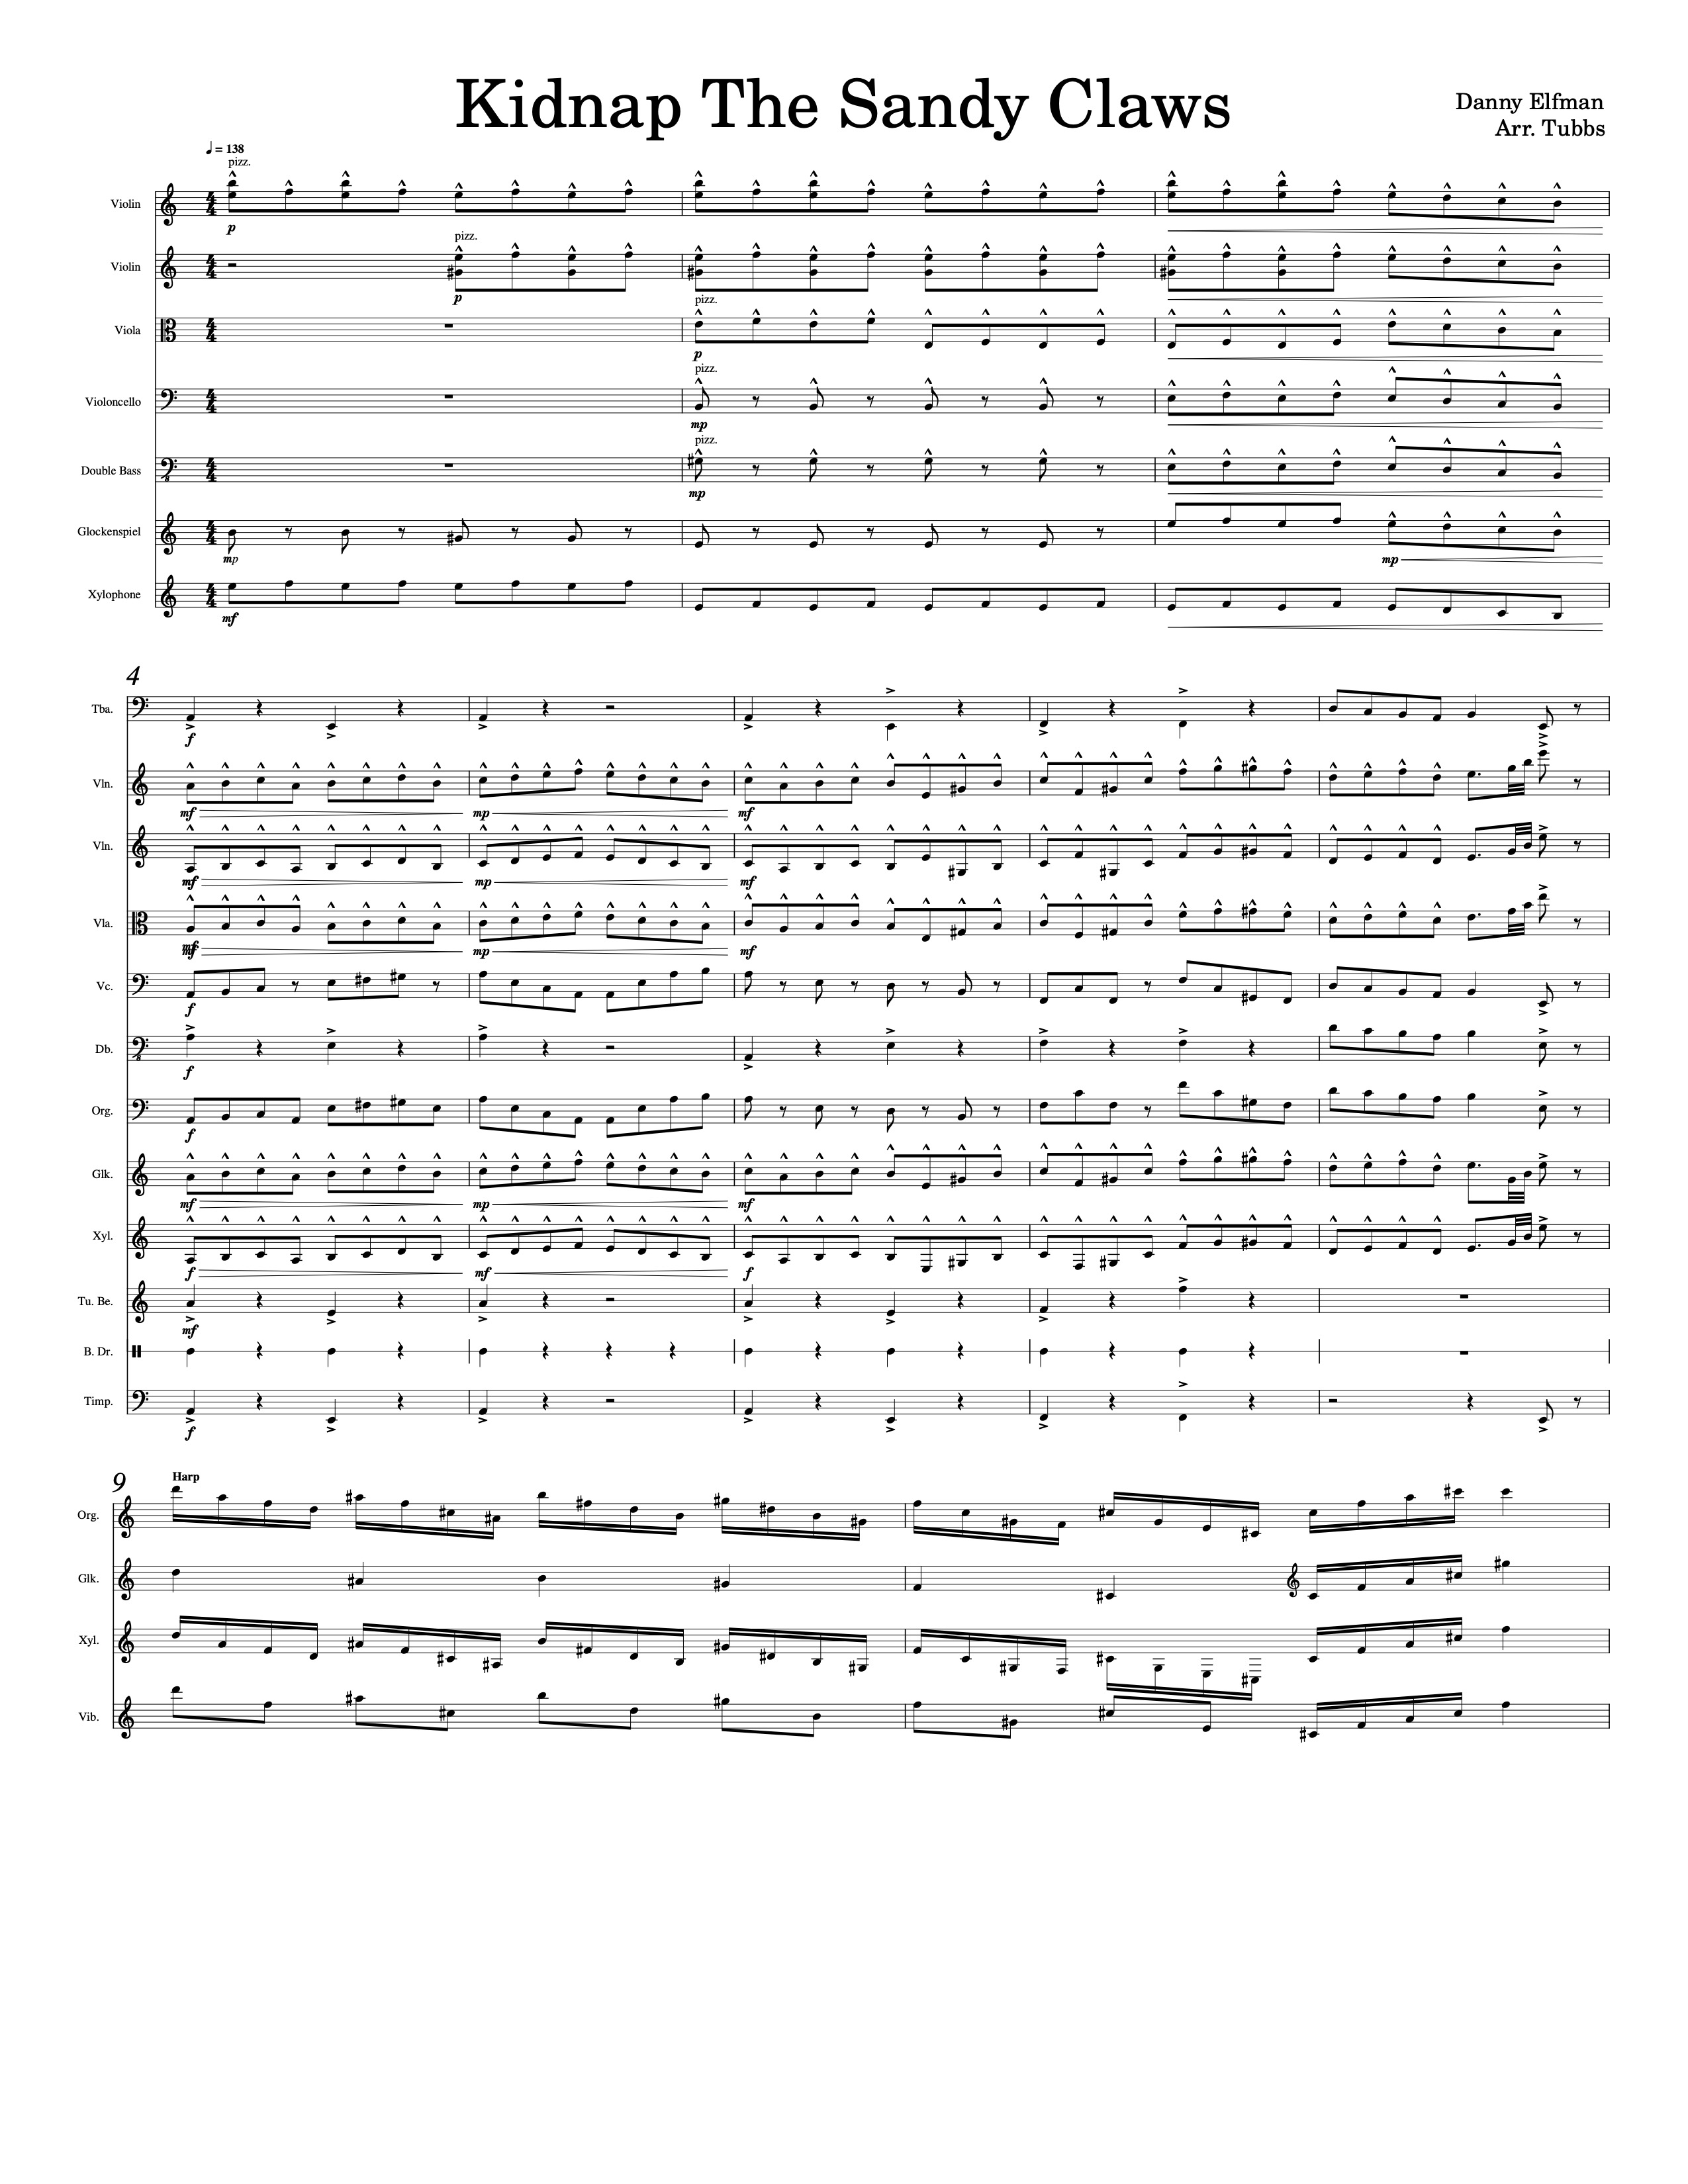 Kidnap The Sandy Claws
Danny Elfman
Arr. Tubbs
♩ = 138
pizz.
Violin
p
pizz.
Violin
p
pizz.
Viola
p
pizz.
Violoncello
mp
pizz.
Double Bass
mp
Glockenspiel
mp mp
Xylophone
mf
4
Tba.
f
Vln.
mf mp mf
Vln.
mf mp mf
Vla.
mf mp mf
Vc.
f
Db.
f
Org.
f
Glk.
mf mp mf
Xyl.
f mf f
Tu. Be.
mf
B. Dr.
Timp.
f
9
Harp
Org.
Glk.
Xyl.
Vib.